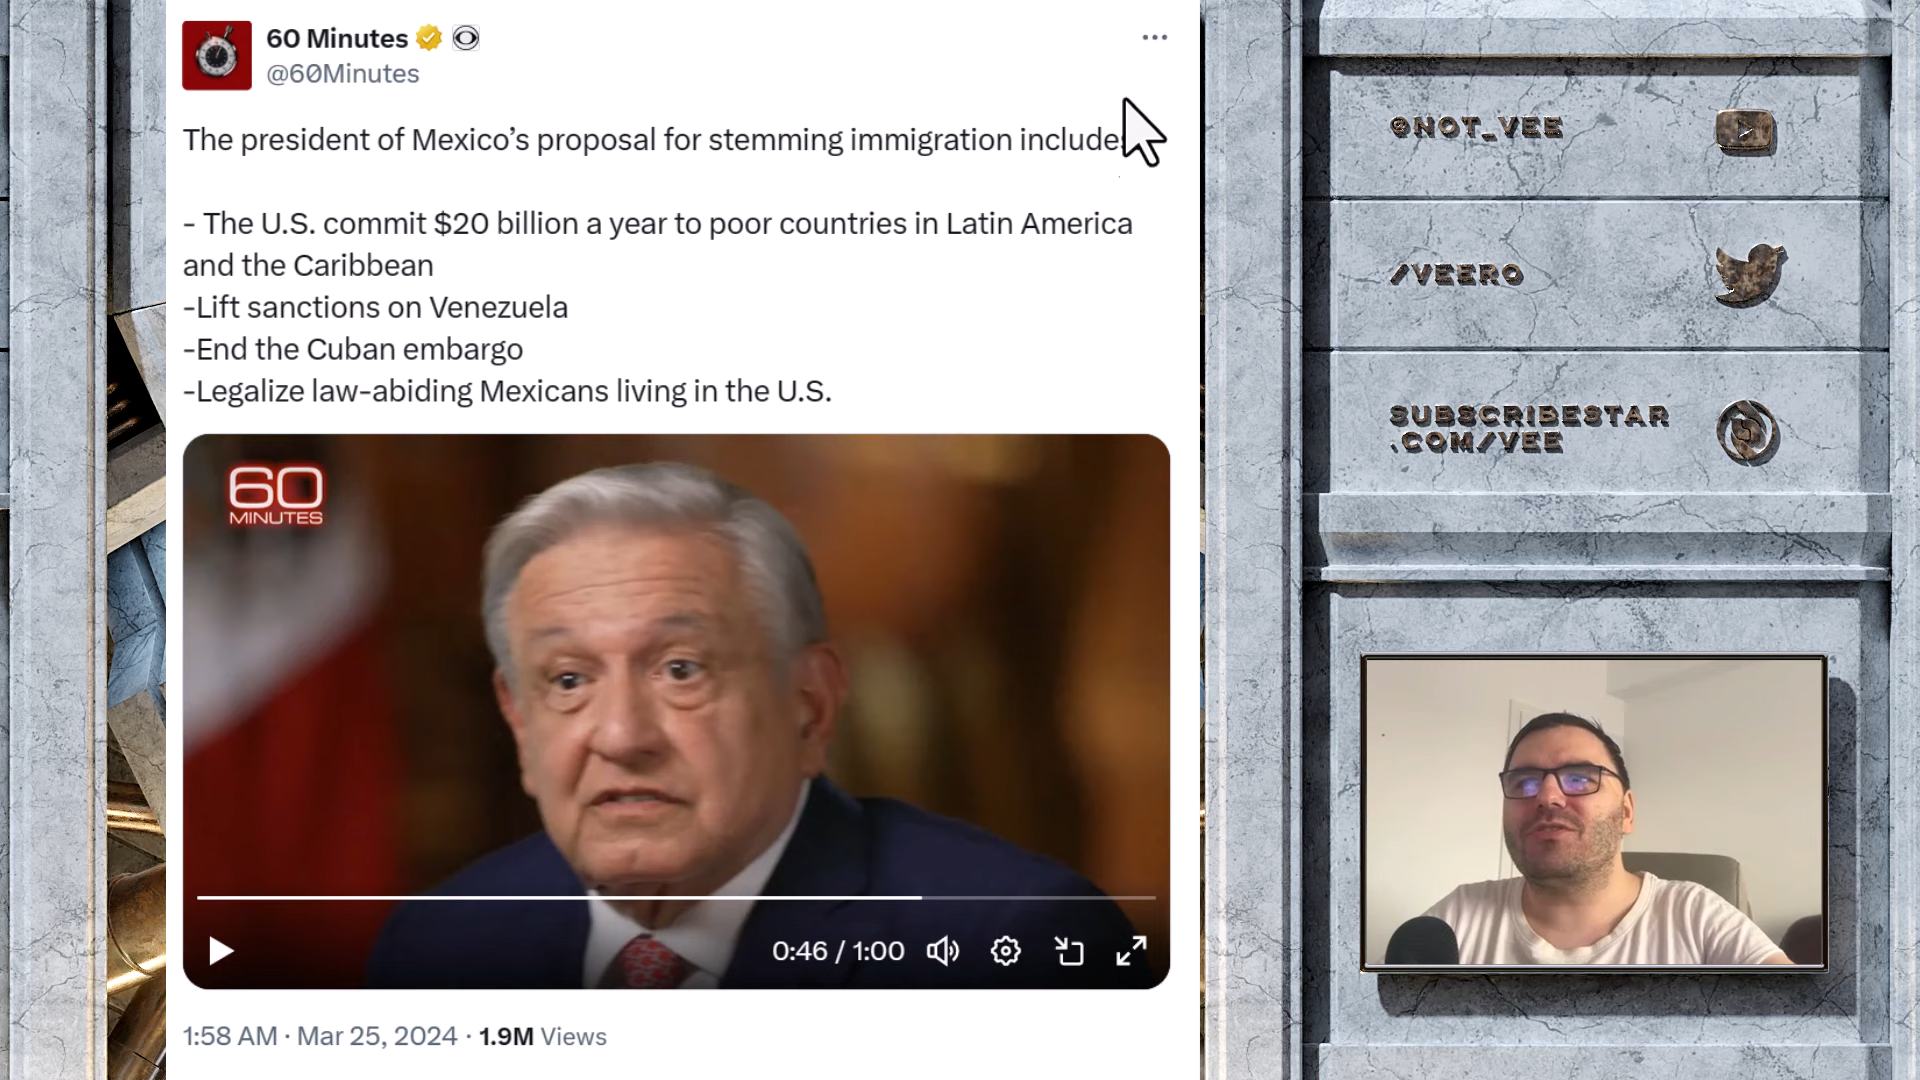 60 Minutes
@60Minutes
The president of Mexico’s proposal for stemming immigration includes
- The U.S. commit $20 billion a year to poor countries in Latin America
and the Caribbean
-Lift sanctions on Venezuela
-End the Cuban embargo
-Legalize law-abiding Mexicans living in the U.S.
60
MINUTES
0:46 / 1:00
1:58 AM · Mar 25, 2024 · 1.9M Views
@NOT_VEE
/VEERO
SUBSCRIBESTAR
.COM/VEE